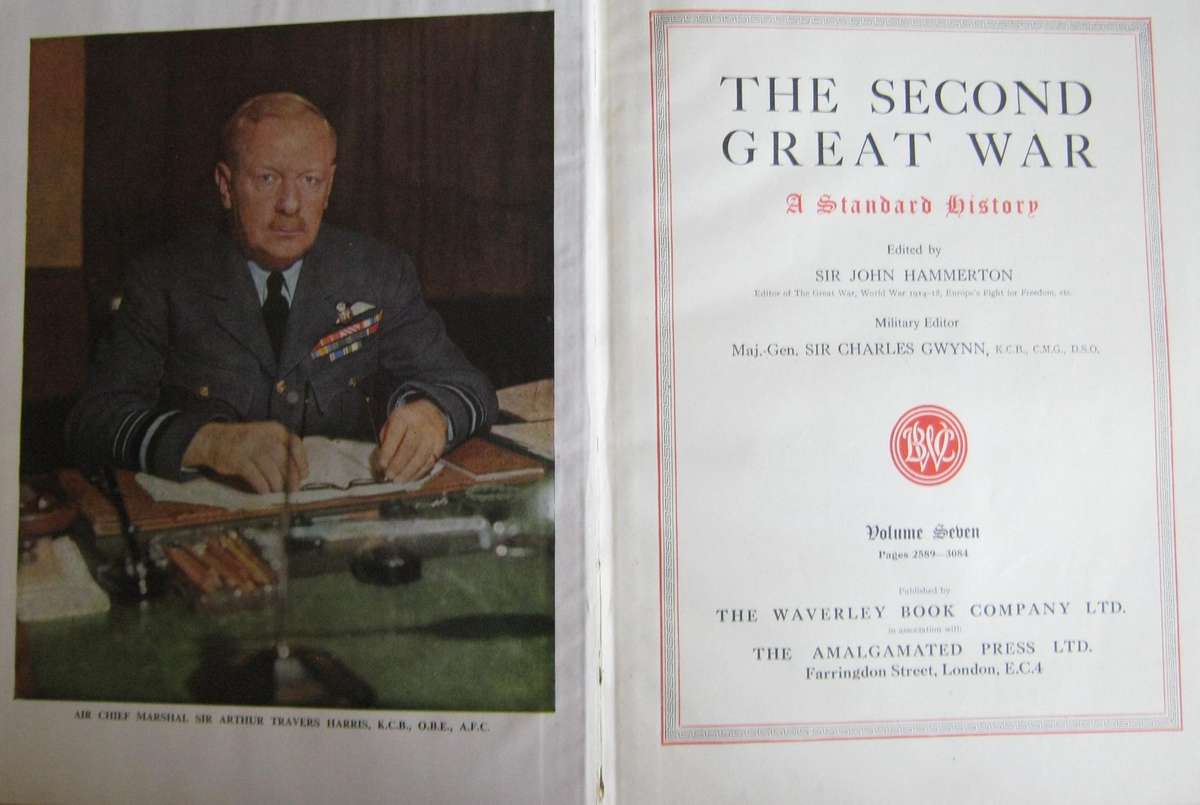 AIR CHIEF MARSHAL SIR ARTHUR TRAVERS HARRIS, K.C.B., O.B.E., A.F.C.
THE SECOND
GREAT WAR
A Standard History
Edited by
SIR JOHN HAMMERTON
Editor of The Great War, World War 1914-18, Europe's Fight for Freedom, etc.
Military Editor
Maj.-Gen. SIR CHARLES GWYNN, K.C.B., C.M.G., D.S.O.
WBC
Volume Seven
Pages 2589—3084
Published by
THE WAVERLEY BOOK COMPANY LTD.
in association with
THE AMALGAMATED PRESS LTD.
Farringdon Street, London, E.C.4